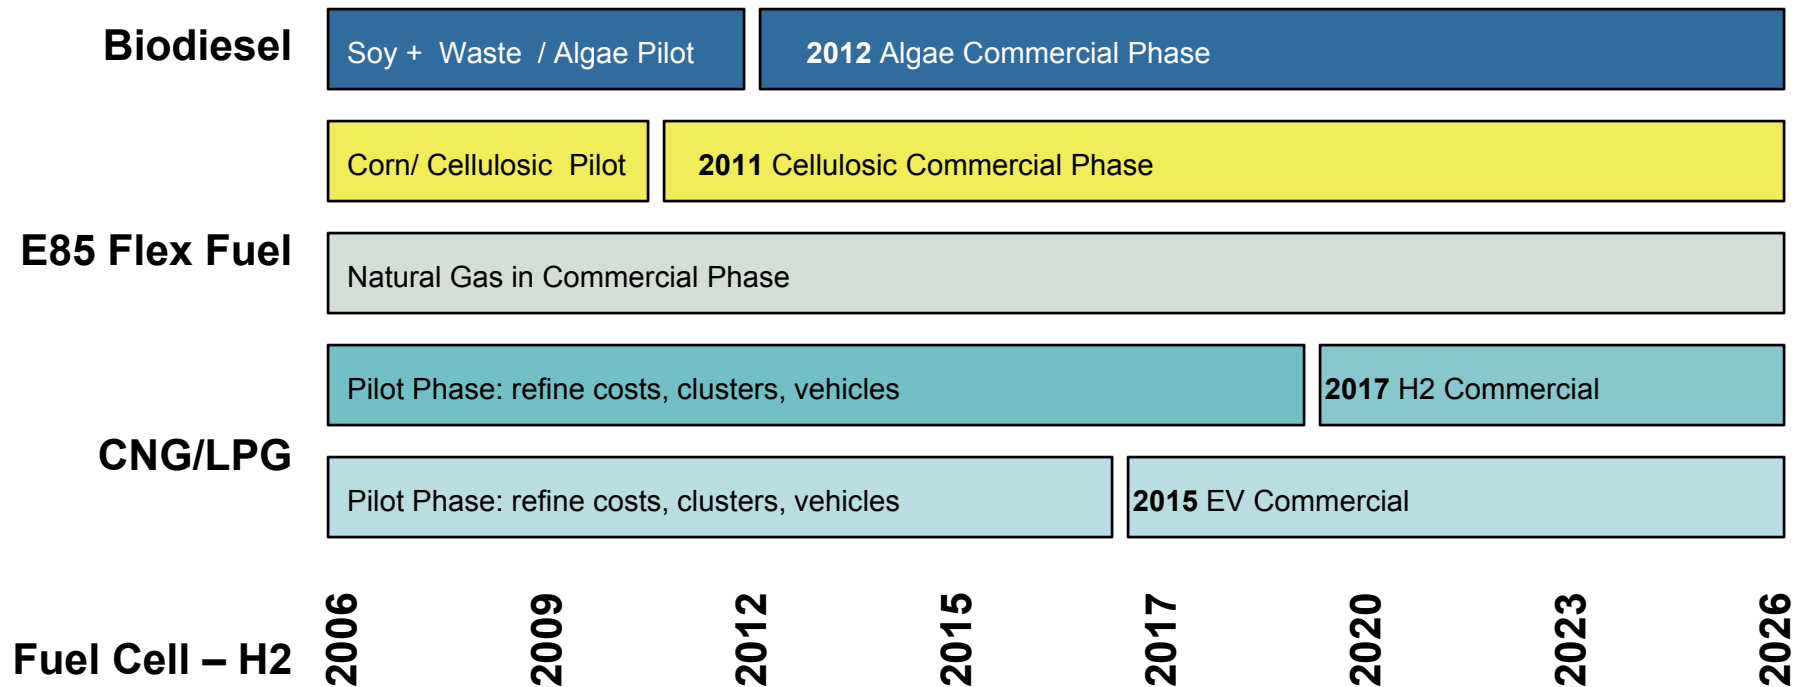 Biodiesel
Soy + Waste / Algae Pilot
2012 Algae Commercial Phase
Corn/ Cellulosic Pilot
2011 Cellulosic Commercial Phase
E85 Flex Fuel
Natural Gas in Commercial Phase
Pilot Phase: refine costs, clusters, vehicles
2017 H2 Commercial
CNG/LPG
Pilot Phase: refine costs, clusters, vehicles
2015 EV Commercial
Fuel Cell – H2
2006
2009
2012
2015
2017
2020
2023
2026